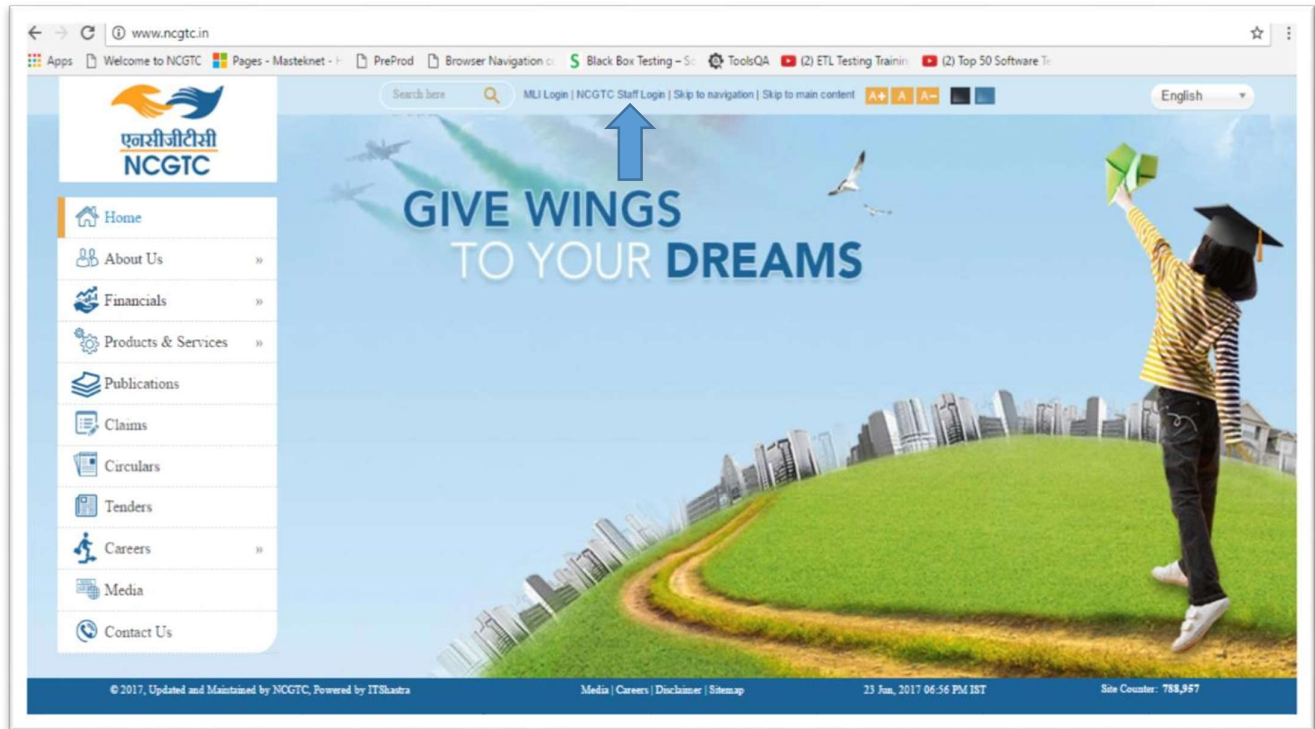 www.ncgtc.in
Apps Welcome to NCGTC Pages - Masteknet - H PreProd Browser Navigation co Black Box Testing – So ToolsQA (2) ETL Testing Trainin (2) Top 50 Software Te
Search here MLI Login | NCGTC Staff Login | Skip to navigation | Skip to main content A+ A A- English
एनसीजीटीसी
NCGTC
GIVE WINGS
TO YOUR DREAMS
Home
About Us »
Financials »
Products & Services »
Publications
Claims
Circulars
Tenders
Careers »
Media
Contact Us
© 2017, Updated and Maintained by NCGTC, Powered by ITShastra Media | Careers | Disclaimer | Sitemap 23 Jun, 2017 06:56 PM IST Site Counter: 788,957